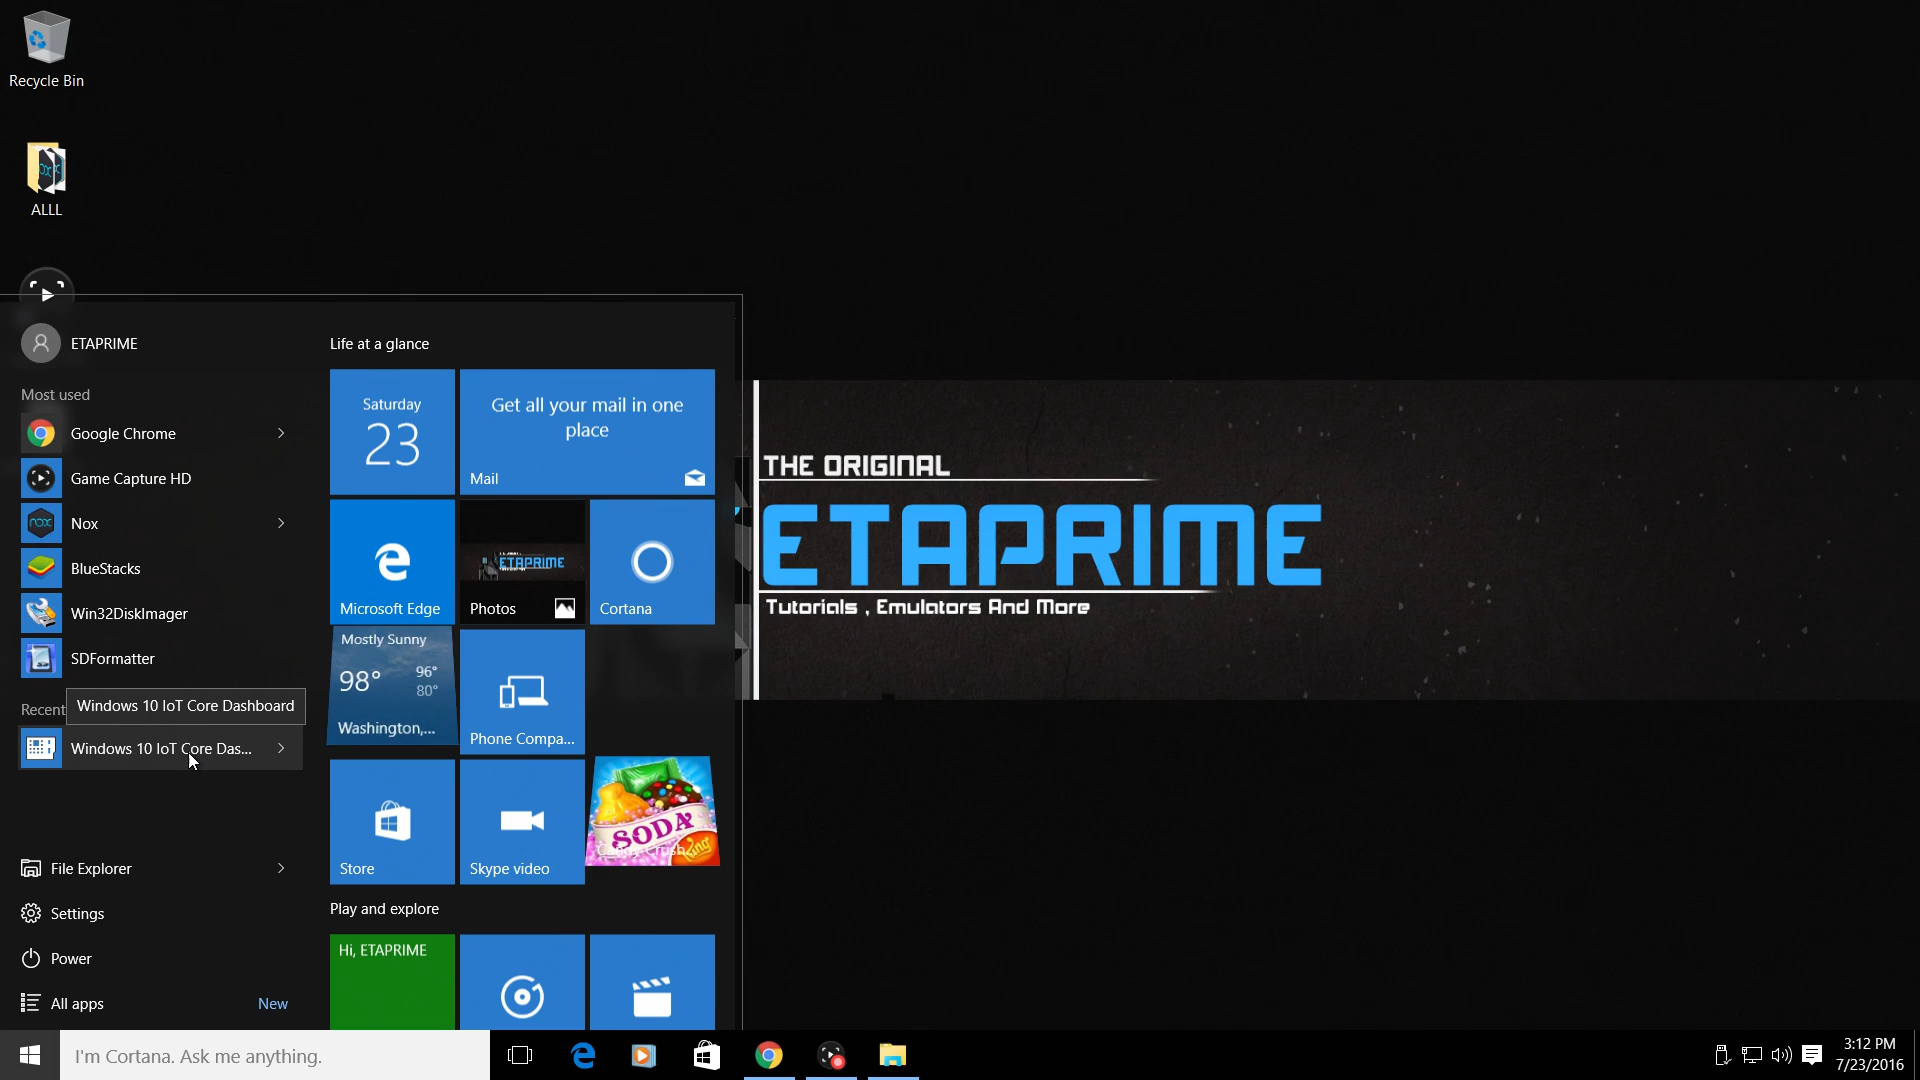 Recycle Bin
ALLL
ETAPRIME
Most used
Google Chrome
Game Capture HD
nox
Nox
BlueStacks
Win32DiskImager
SDFormatter
Recent
Windows 10 IoT Core Dashboard
Windows 10 IoT Core Das...
File Explorer
Settings
Power
All apps
New
Life at a glance
Saturday
23
Get all your mail in one
place
Mail
Microsoft Edge
ETAPRIME
Photos
Cortana
Mostly Sunny
98°
96°
80°
Washington,...
Phone Compa...
Store
Skype video
SODA
King
Candy Crush...
Play and explore
Hi, ETAPRIME
THE ORIGINAL
ETAPRIME
Tutorials , Emulators And More
I'm Cortana. Ask me anything.
3:12 PM
7/23/2016